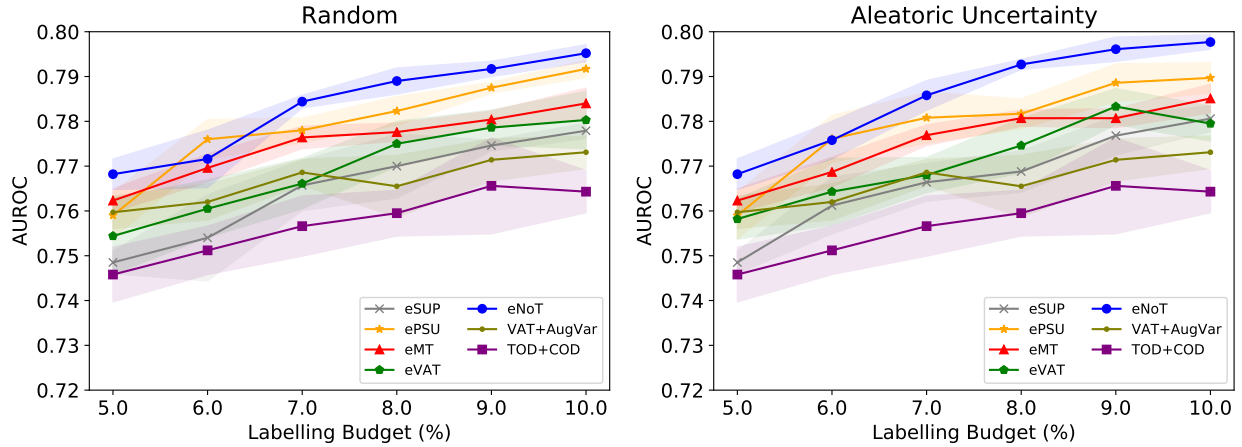 Random
AUROC
0.80
0.79
0.78
0.77
0.76
0.75
0.74
0.73
0.72
5.0 6.0 7.0 8.0 9.0 10.0
Labelling Budget (%)
eSUP
ePSU
eMT
eVAT
eNoT
VAT+AugVar
TOD+COD
Aleatoric Uncertainty
AUROC
0.80
0.79
0.78
0.77
0.76
0.75
0.74
0.73
0.72
5.0 6.0 7.0 8.0 9.0 10.0
Labelling Budget (%)
eSUP
ePSU
eMT
eVAT
eNoT
VAT+AugVar
TOD+COD